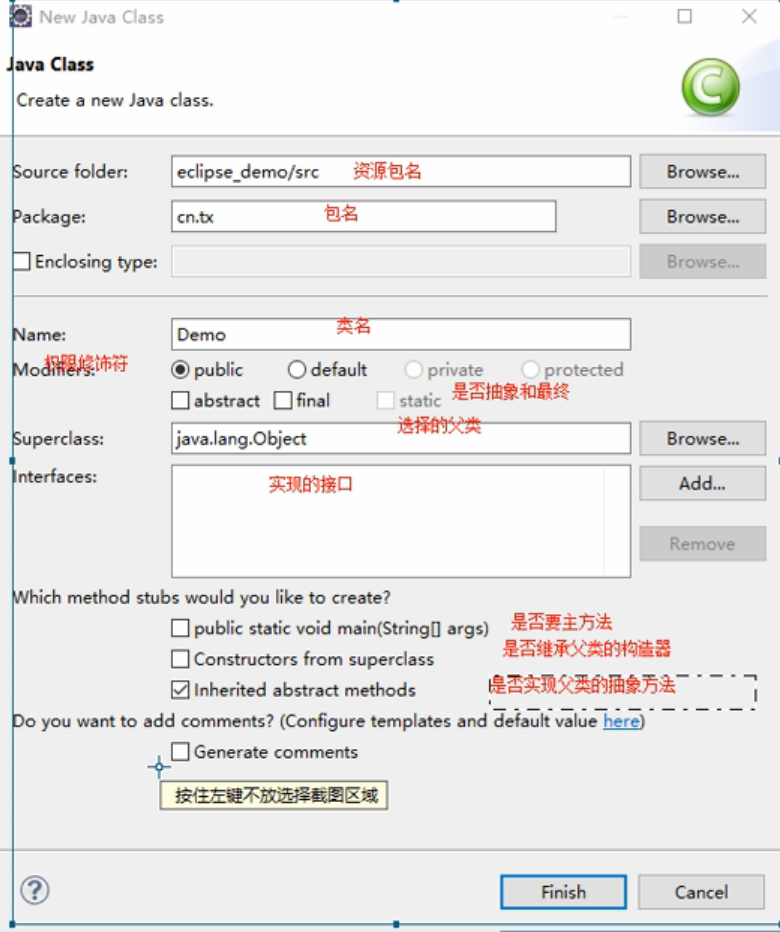 New Java Class
Java Class
Create a new Java class.
Source folder: eclipse_demo/src 资源包名 Browse...
Package: cn.tx 包名 Browse...
Enclosing type: Browse...
Name: Demo 类名
权限修饰符
Modifiers: public default private protected
abstract final static 是否抽象和最终
选择的父类
Superclass: java.lang.Object Browse...
Interfaces: 实现的接口 Add...
Remove
Which method stubs would you like to create?
public static void main(String[] args) 是否要主方法
是否继承父类的构造器
Constructors from superclass
Inherited abstract methods 是否实现父类的抽象方法
Do you want to add comments? (Configure templates and default value here)
Generate comments
按住左键不放选择截图区域
Finish Cancel